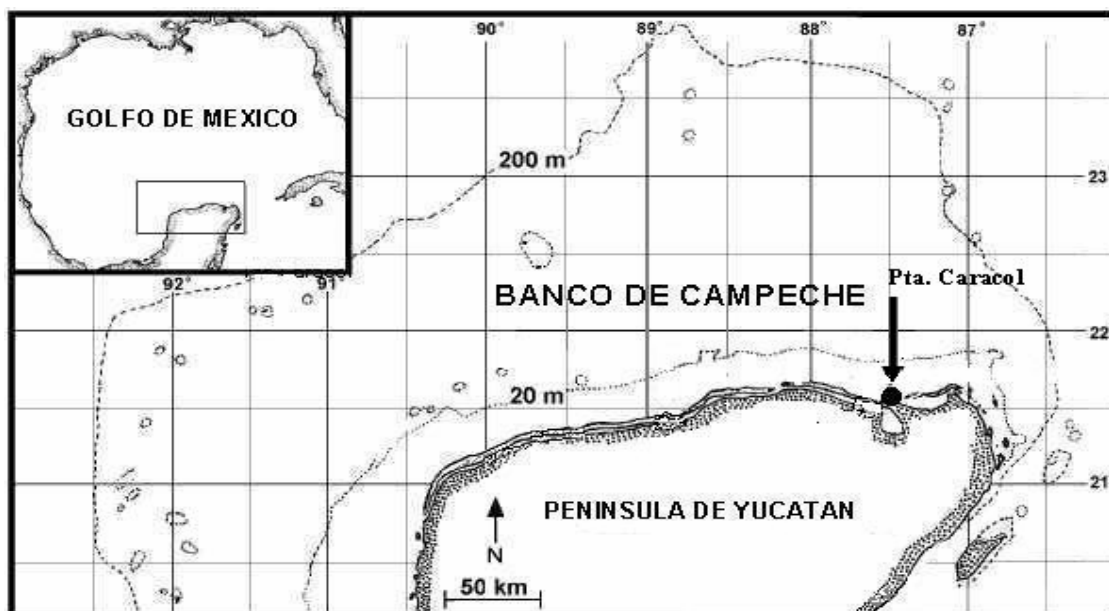 90 89 88 87°
GOLFO DE MEXICO
200 m
23
92° 91
Pta. Caracol
BANCO DE CAMPECHE
22
20 m
21
PENINSULA DE YUCATAN
N
50 km